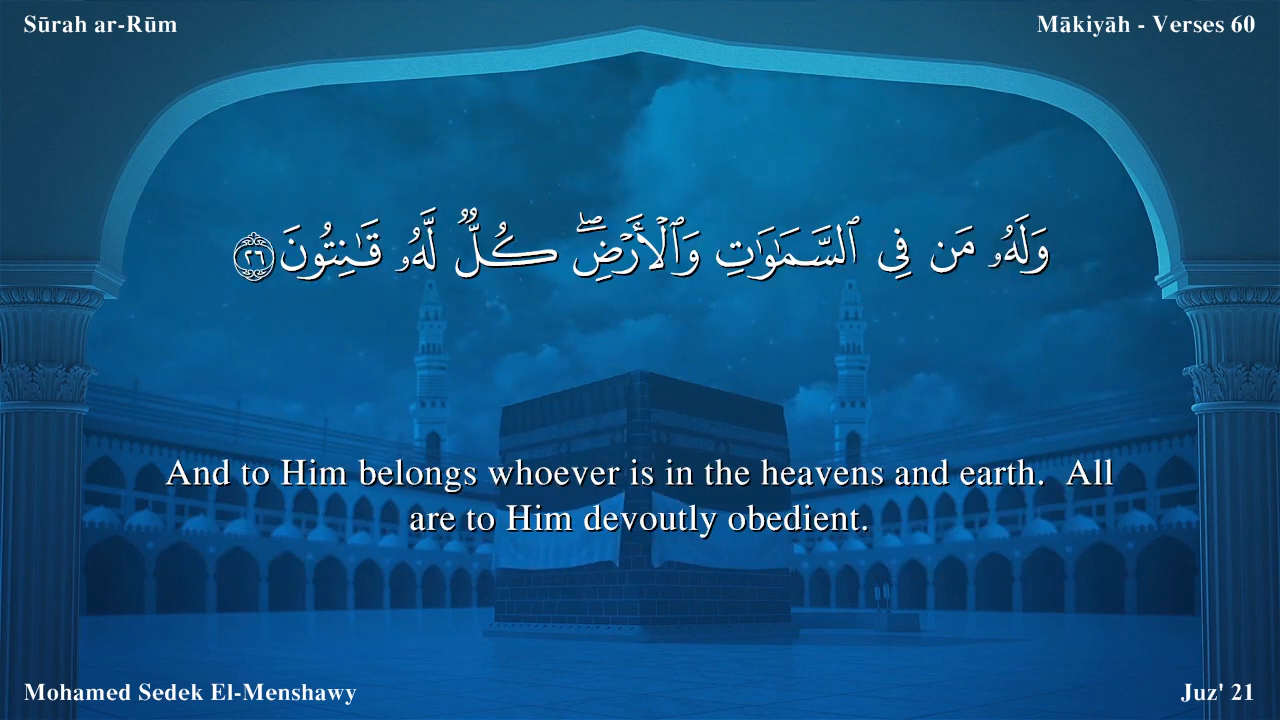 Sūrah ar-Rūm
Mākiyāh - Verses 60
وَلَهُۥ مَن فِى ٱلسَّمَـٰوَٰتِ وَٱلْأَرْضِ ۖ كُلٌّ لَّهُۥ قَـٰنِتُونَ ٢٦
And to Him belongs whoever is in the heavens and earth.  All
are to Him devoutly obedient.
Mohamed Sedek El-Menshawy
Juz' 21